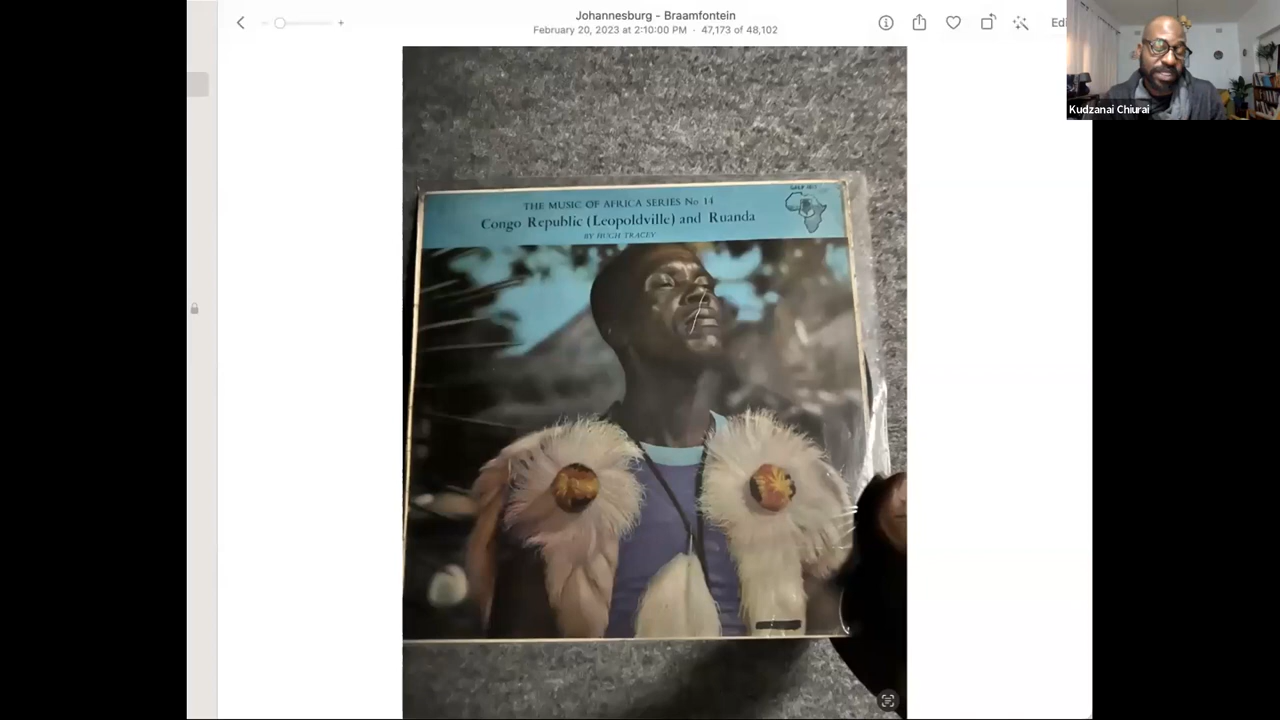 Johannesburg - Braamfontein
February 20, 2023 at 2:10:00 PM · 47,173 of 48,102
Edi
Kudzanai Chiurai
THE MUSIC OF AFRICA SERIES No 14
Congo Republic (Leopoldville) and Ruanda
BY HUGH TRACEY